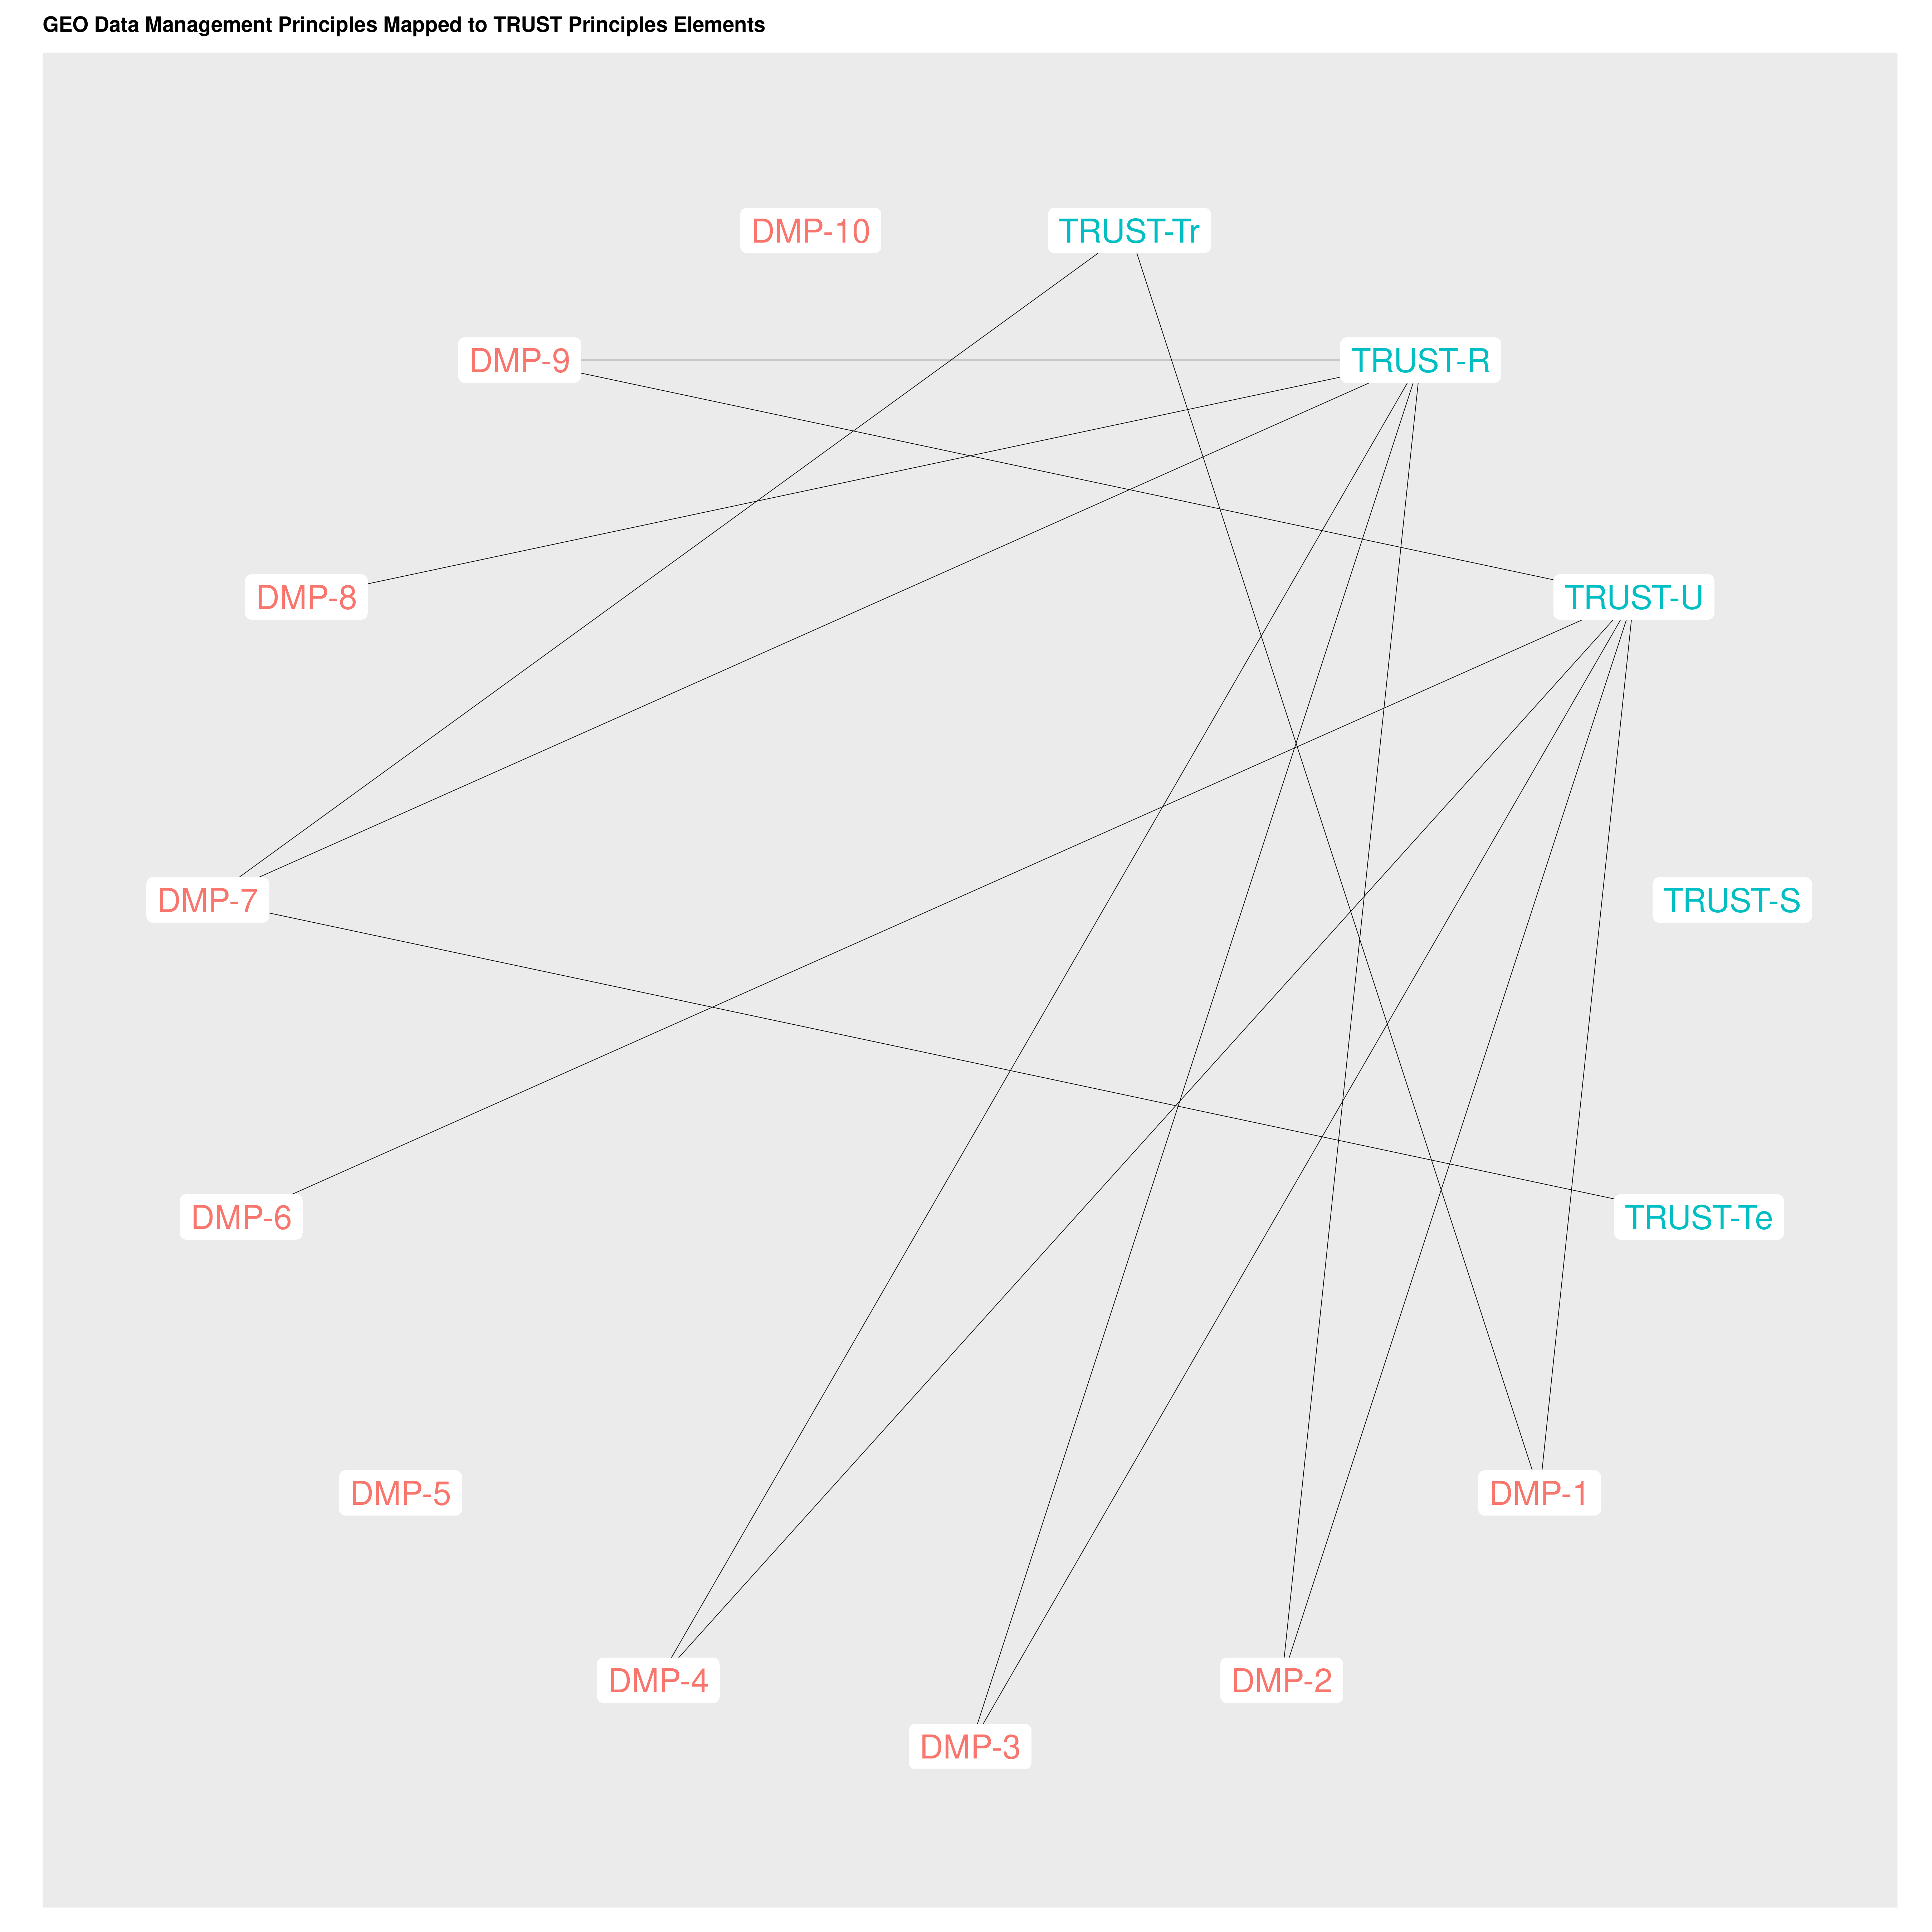 GEO Data Management Principles Mapped to TRUST Principles Elements
DMP-10
TRUST-Tr
DMP-9
TRUST-R
DMP-8
TRUST-U
DMP-7
TRUST-S
DMP-6
TRUST-Te
DMP-5
DMP-1
DMP-4
DMP-2
DMP-3